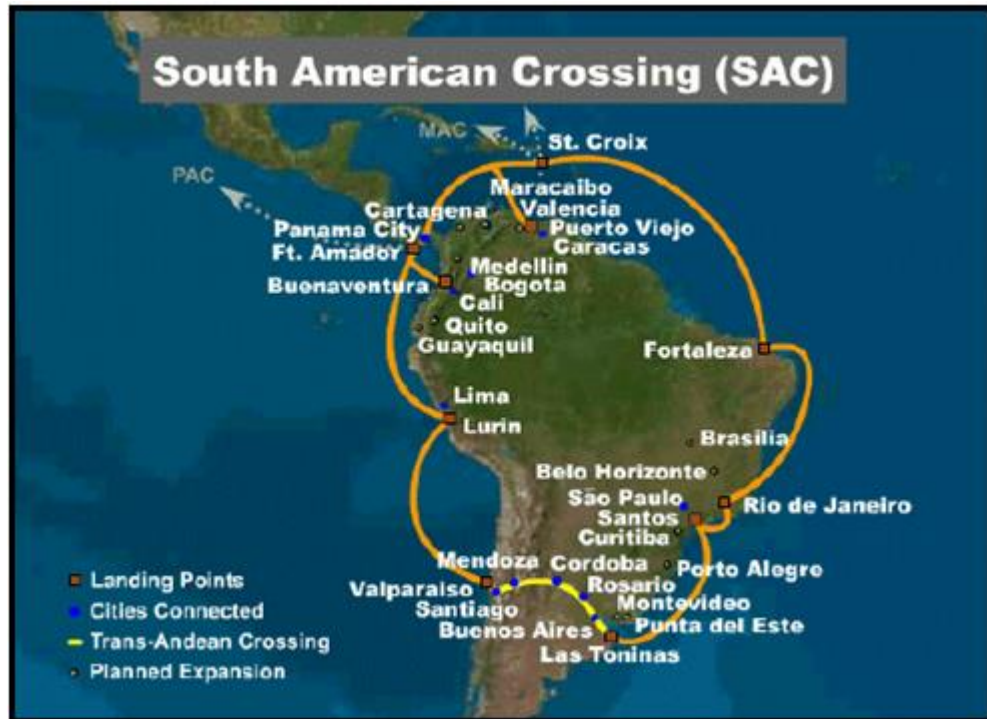 South American Crossing (SAC)
MAC
St. Croix
PAC
Maracaibo
Cartagena
Valencia
Panama City
Puerto Viejo
Ft. Amador
Caracas
Medellin
Buenaventura
Bogota
Cali
Quito
Guayaquil
Fortaleza
Lima
Lurin
Brasilia
Belo Horizonte
São Paulo
Rio de Janeiro
Santos
Curitiba
Mendoza
Cordoba
Porto Alegre
Valparaiso
Rosario
Santiago
Montevideo
Buenos Aires
Punta del Este
Las Toninas
Landing Points
Cities Connected
Trans-Andean Crossing
Planned Expansion